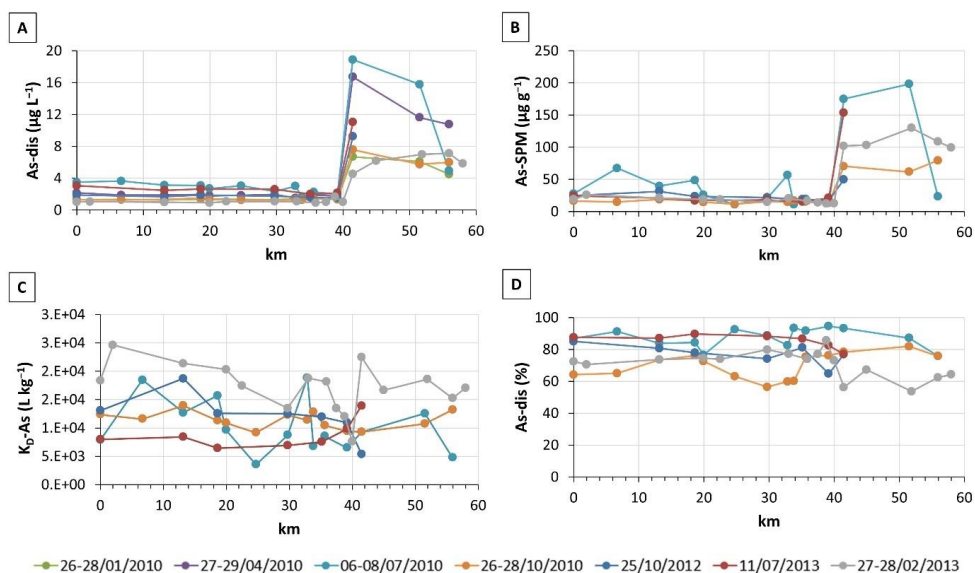 A
As-dis (µg L⁻¹)
20
16
12
8
4
0
0 10 20 30 40 50 60
km
B
As-SPM (µg g⁻¹)
250
200
150
100
50
0
0 10 20 30 40 50 60
km
C
K_D-As (L kg⁻¹)
3.E+04
3.E+04
2.E+04
2.E+04
1.E+04
5.E+03
0.E+00
0 10 20 30 40 50 60
km
D
As-dis (%)
100
80
60
40
20
0
0 10 20 30 40 50 60
km
26-28/01/2010 27-29/04/2010 06-08/07/2010 26-28/10/2010 25/10/2012 11/07/2013 27-28/02/2013